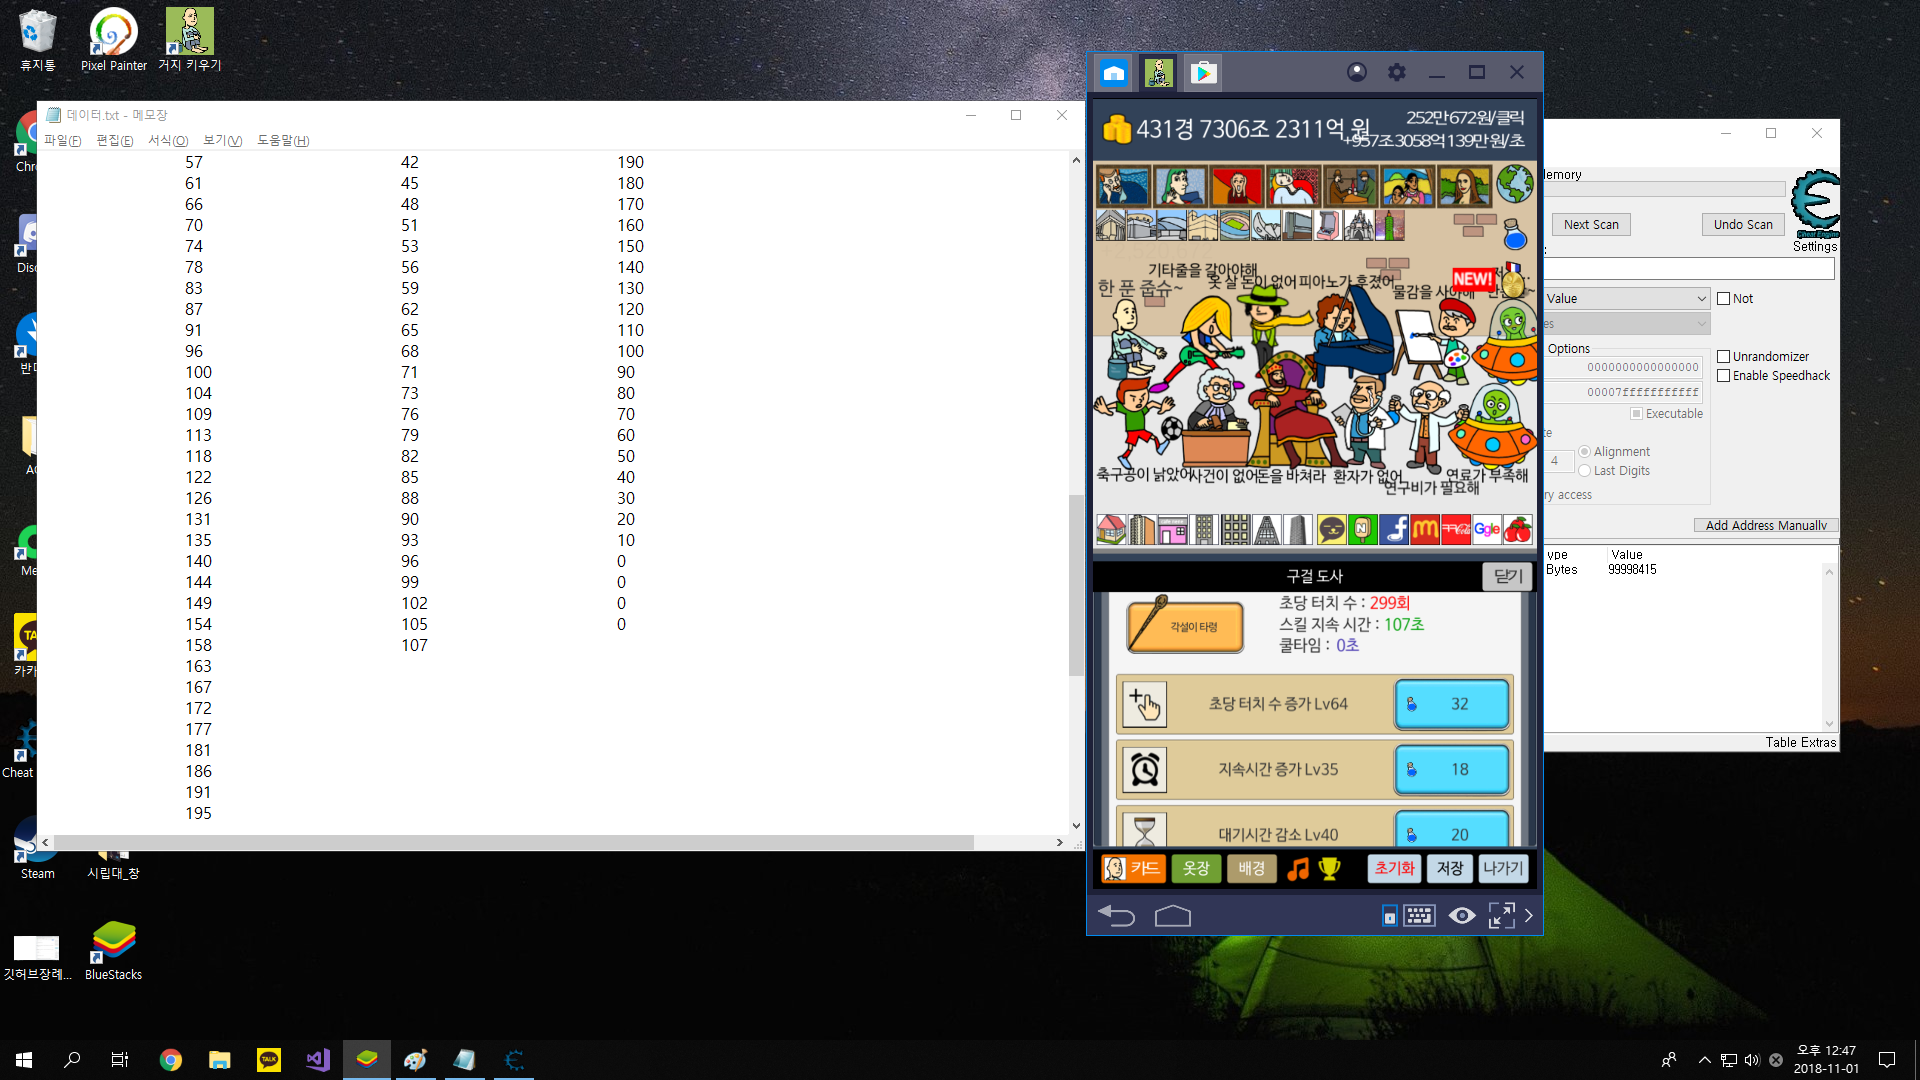 휴지통
Pixel Painter
거지 키우기
데이터.txt - 메모장
파일(F) 편집(E) 서식(O) 보기(V) 도움말(H)
57 42 190
61 45 180
66 48 170
70 51 160
74 53 150
78 56 140
83 59 130
87 62 120
91 65 110
96 68 100
100 71 90
104 73 80
109 76 70
113 79 60
118 82 50
122 85 40
126 88 30
131 90 20
135 93 10
140 96 0
144 99 0
149 102 0
154 105 0
158 107
163
167
172
177
181
186
191
195
Chr
Disc
반디
AC
Me
TA
카카
Cheat
Steam
시립대_창
깃허브장례...
BlueStacks
431경 7306조 2311억 원
252만 672원/클릭
+957조 3058억 139만 원/초
기타줄을 갈아야해
옷 살 돈이 없어
피아노가 후졌어
물감을 사야해
한 푼 줍쇼~
NEW!
축구공이 낡았어
사건이 없어
돈을 바쳐라
환자가 없어
연구비가 필요해
연료가 부족해
N
f
m
Ggle
구걸 도사
닫기
각설이 타령
초당 터치 수 : 299회
스킬 지속 시간 : 107초
쿨타임 : 0초
초당 터치 수 증가 Lv64
32
지속시간 증가 Lv35
18
대기시간 감소 Lv40
20
카드
옷장
배경
초기화
저장
나가기
Memory
Next Scan
Undo Scan
Cheat Engine
Settings
Value
Not
es
Options
0000000000000000
00007fffffffffff
Unrandomizer
Enable Speedhack
Executable
te
4
Alignment
Last Digits
ry access
Add Address Manually
ype Value
Bytes 99998415
Table Extras
TALK
오후 12:47
2018-11-01